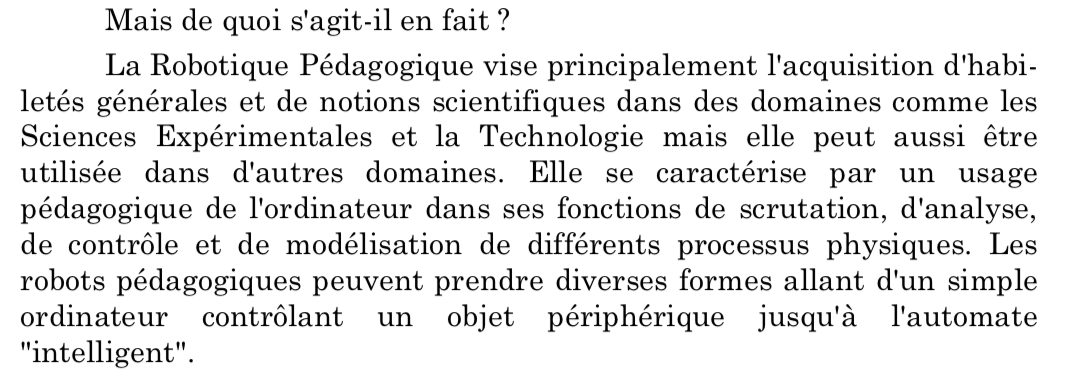 Mais de quoi s'agit-il en fait ?
La Robotique Pédagogique vise principalement l'acquisition d'habi-
letés générales et de notions scientifiques dans des domaines comme les
Sciences Expérimentales et la Technologie mais elle peut aussi être
utilisée dans d'autres domaines. Elle se caractérise par un usage
pédagogique de l'ordinateur dans ses fonctions de scrutation, d'analyse,
de contrôle et de modélisation de différents processus physiques. Les
robots pédagogiques peuvent prendre diverses formes allant d'un simple
ordinateur contrôlant un objet périphérique jusqu'à l'automate
"intelligent".